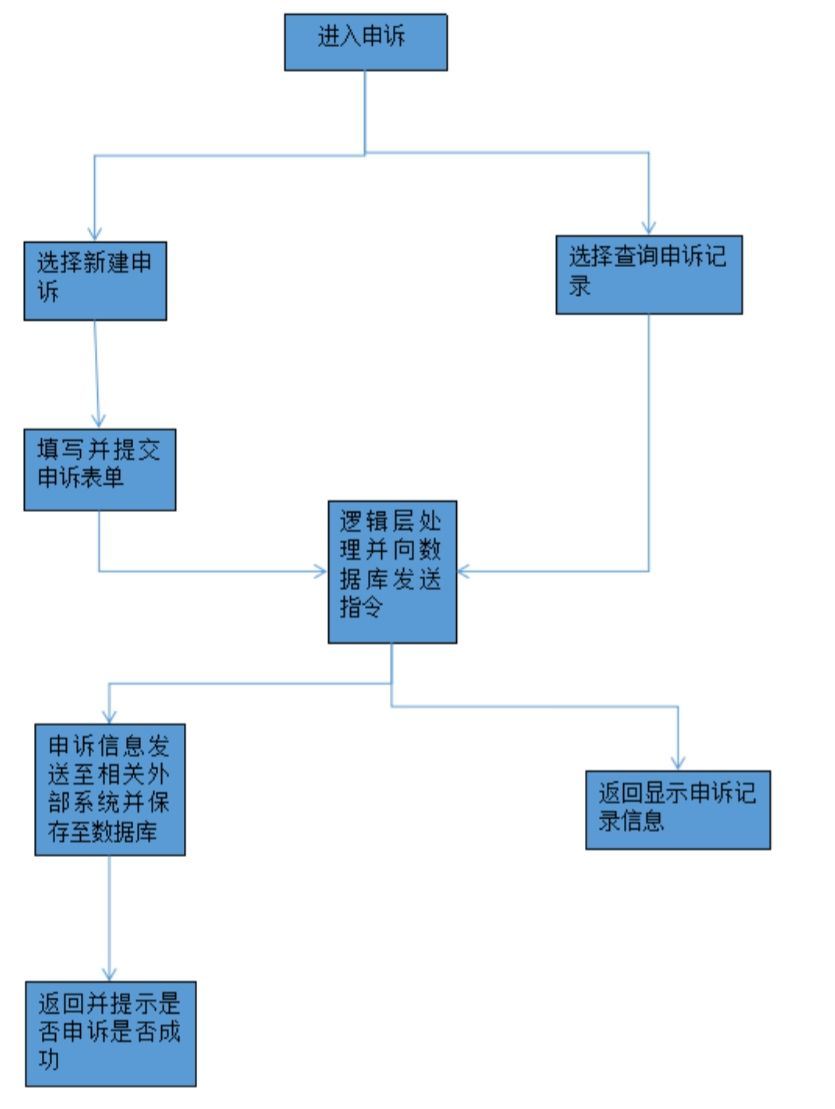 进入申诉
选择新建申
诉
选择查询申诉记
录
填写并提交
申诉表单
逻辑层处
理并向数
据库发送
指令
申诉信息发
送至相关外
部系统并保
存至数据库
返回显示申诉记
录信息
返回并提示是
否申诉是否成
功